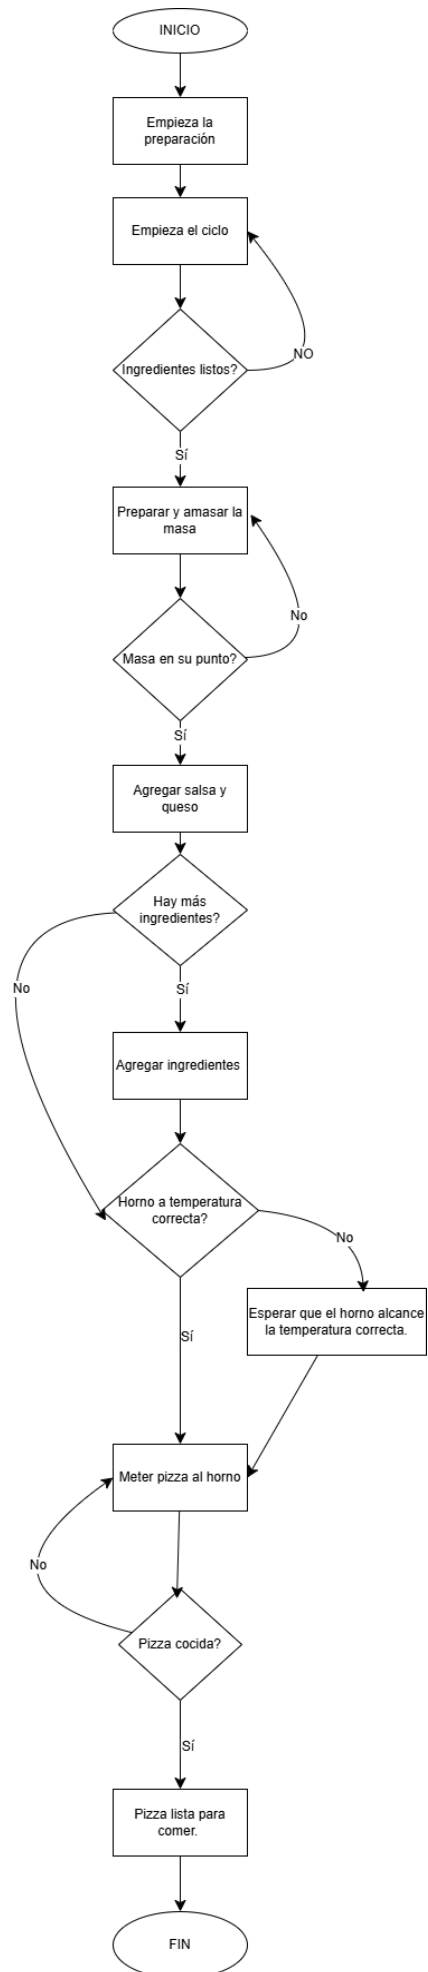 INICIO
Empieza la
preparación
Empieza el ciclo
Ingredientes listos?
NO
Sí
Preparar y amasar la
masa
No
Masa en su punto?
Sí
Agregar salsa y
queso
Hay más
ingredientes?
No
Sí
Agregar ingredientes
Horno a temperatura
correcta?
No
Esperar que el horno alcance
la temperatura correcta.
Sí
Meter pizza al horno
No
Pizza cocida?
Sí
Pizza lista para
comer.
FIN